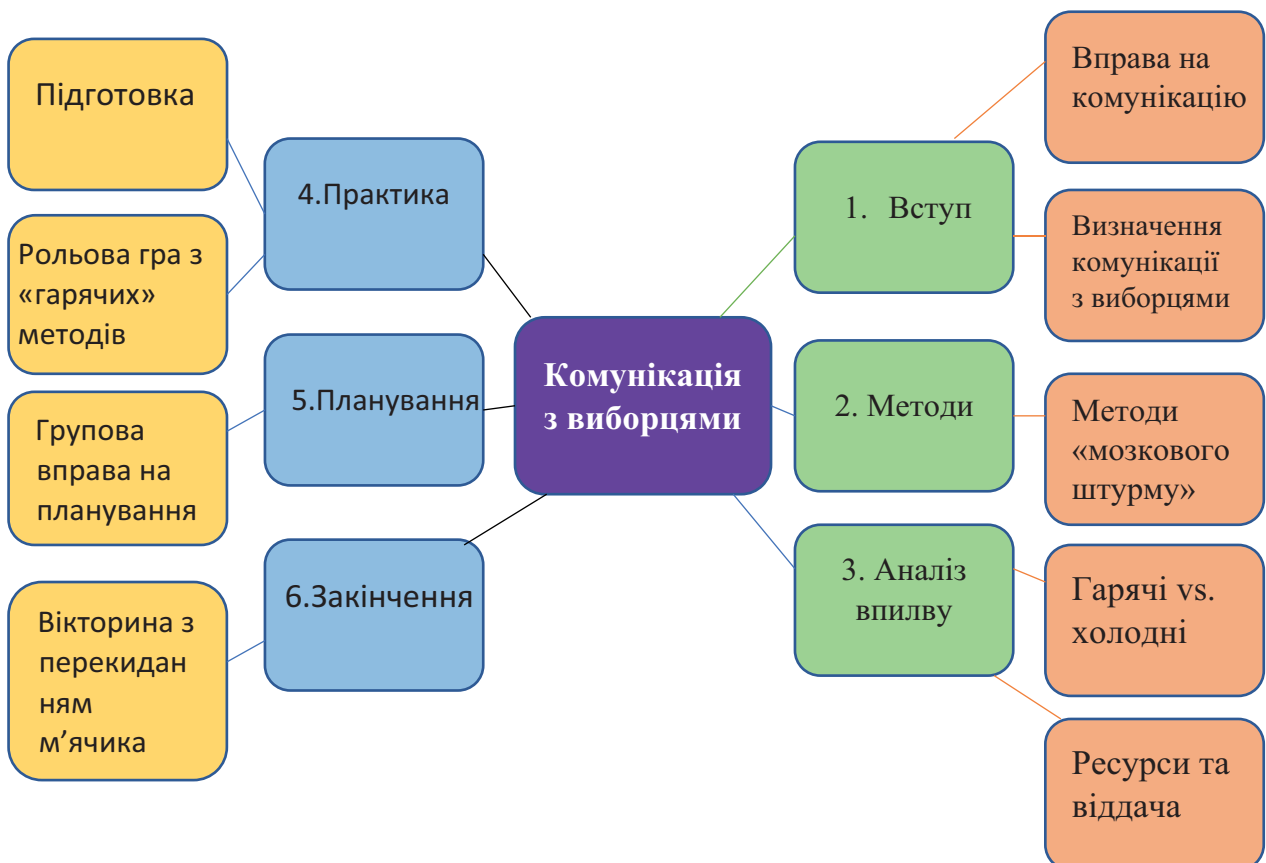 Комунікація
з виборцями
1. Вступ
Вправа на
комунікацію
Визначення
комунікації
з виборцями
2. Методи
Методи
«мозкового
штурму»
3. Аналіз
впилву
Гарячі vs.
холодні
Ресурси та
віддача
4.Практика
Підготовка
Рольова гра з
«гарячих»
методів
5.Планування
Групова
вправа на
планування
6.Закінчення
Вікторина з
перекидан
ням
м’ячика